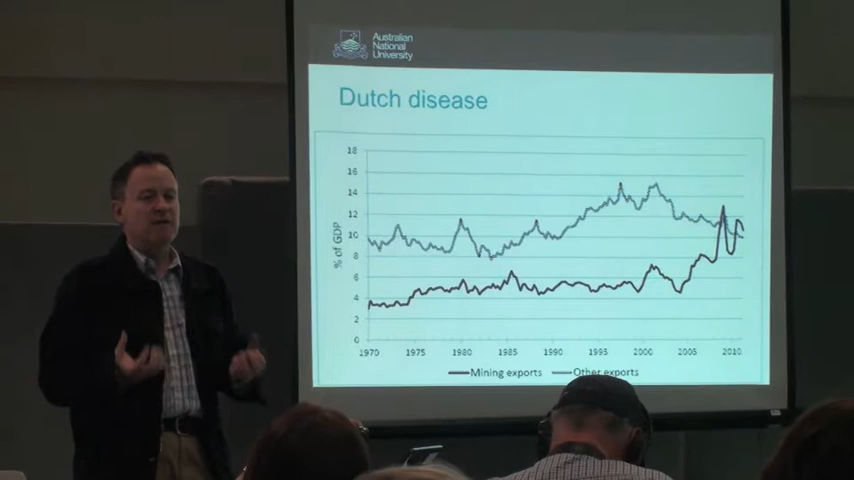 Australian
National
University
Dutch disease
18
16
14
12
10
8
6
4
2
0
% of GDP
1970 1975 1980 1985 1990 1995 2000 2005 2010
Mining exports Other exports